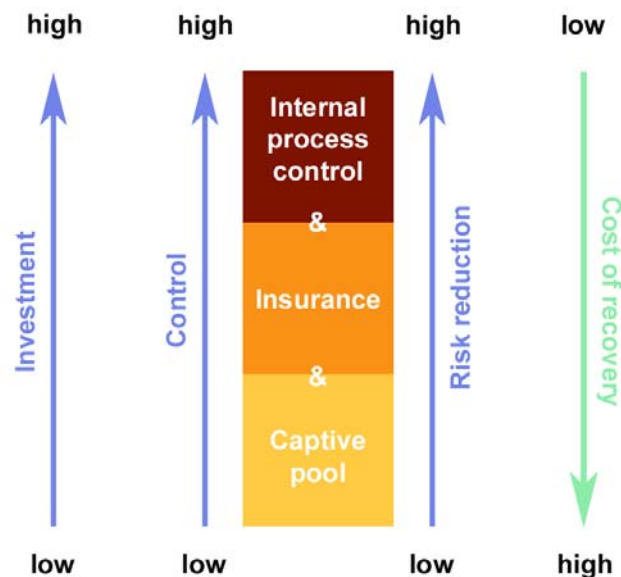 high
high
high
low
Investment
Control
Internal
process
control
&
Insurance
&
Captive
pool
Risk reduction
Cost of recovery
low
low
low
high